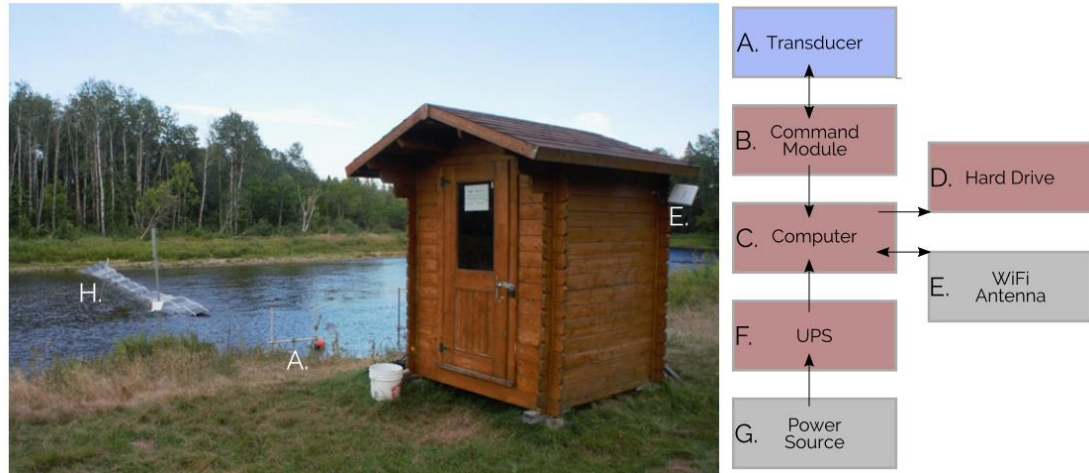 H.
A.
E.
A. Transducer
B. Command
Module
C. Computer
D. Hard Drive
E. WiFi
Antenna
F. UPS
G. Power
Source